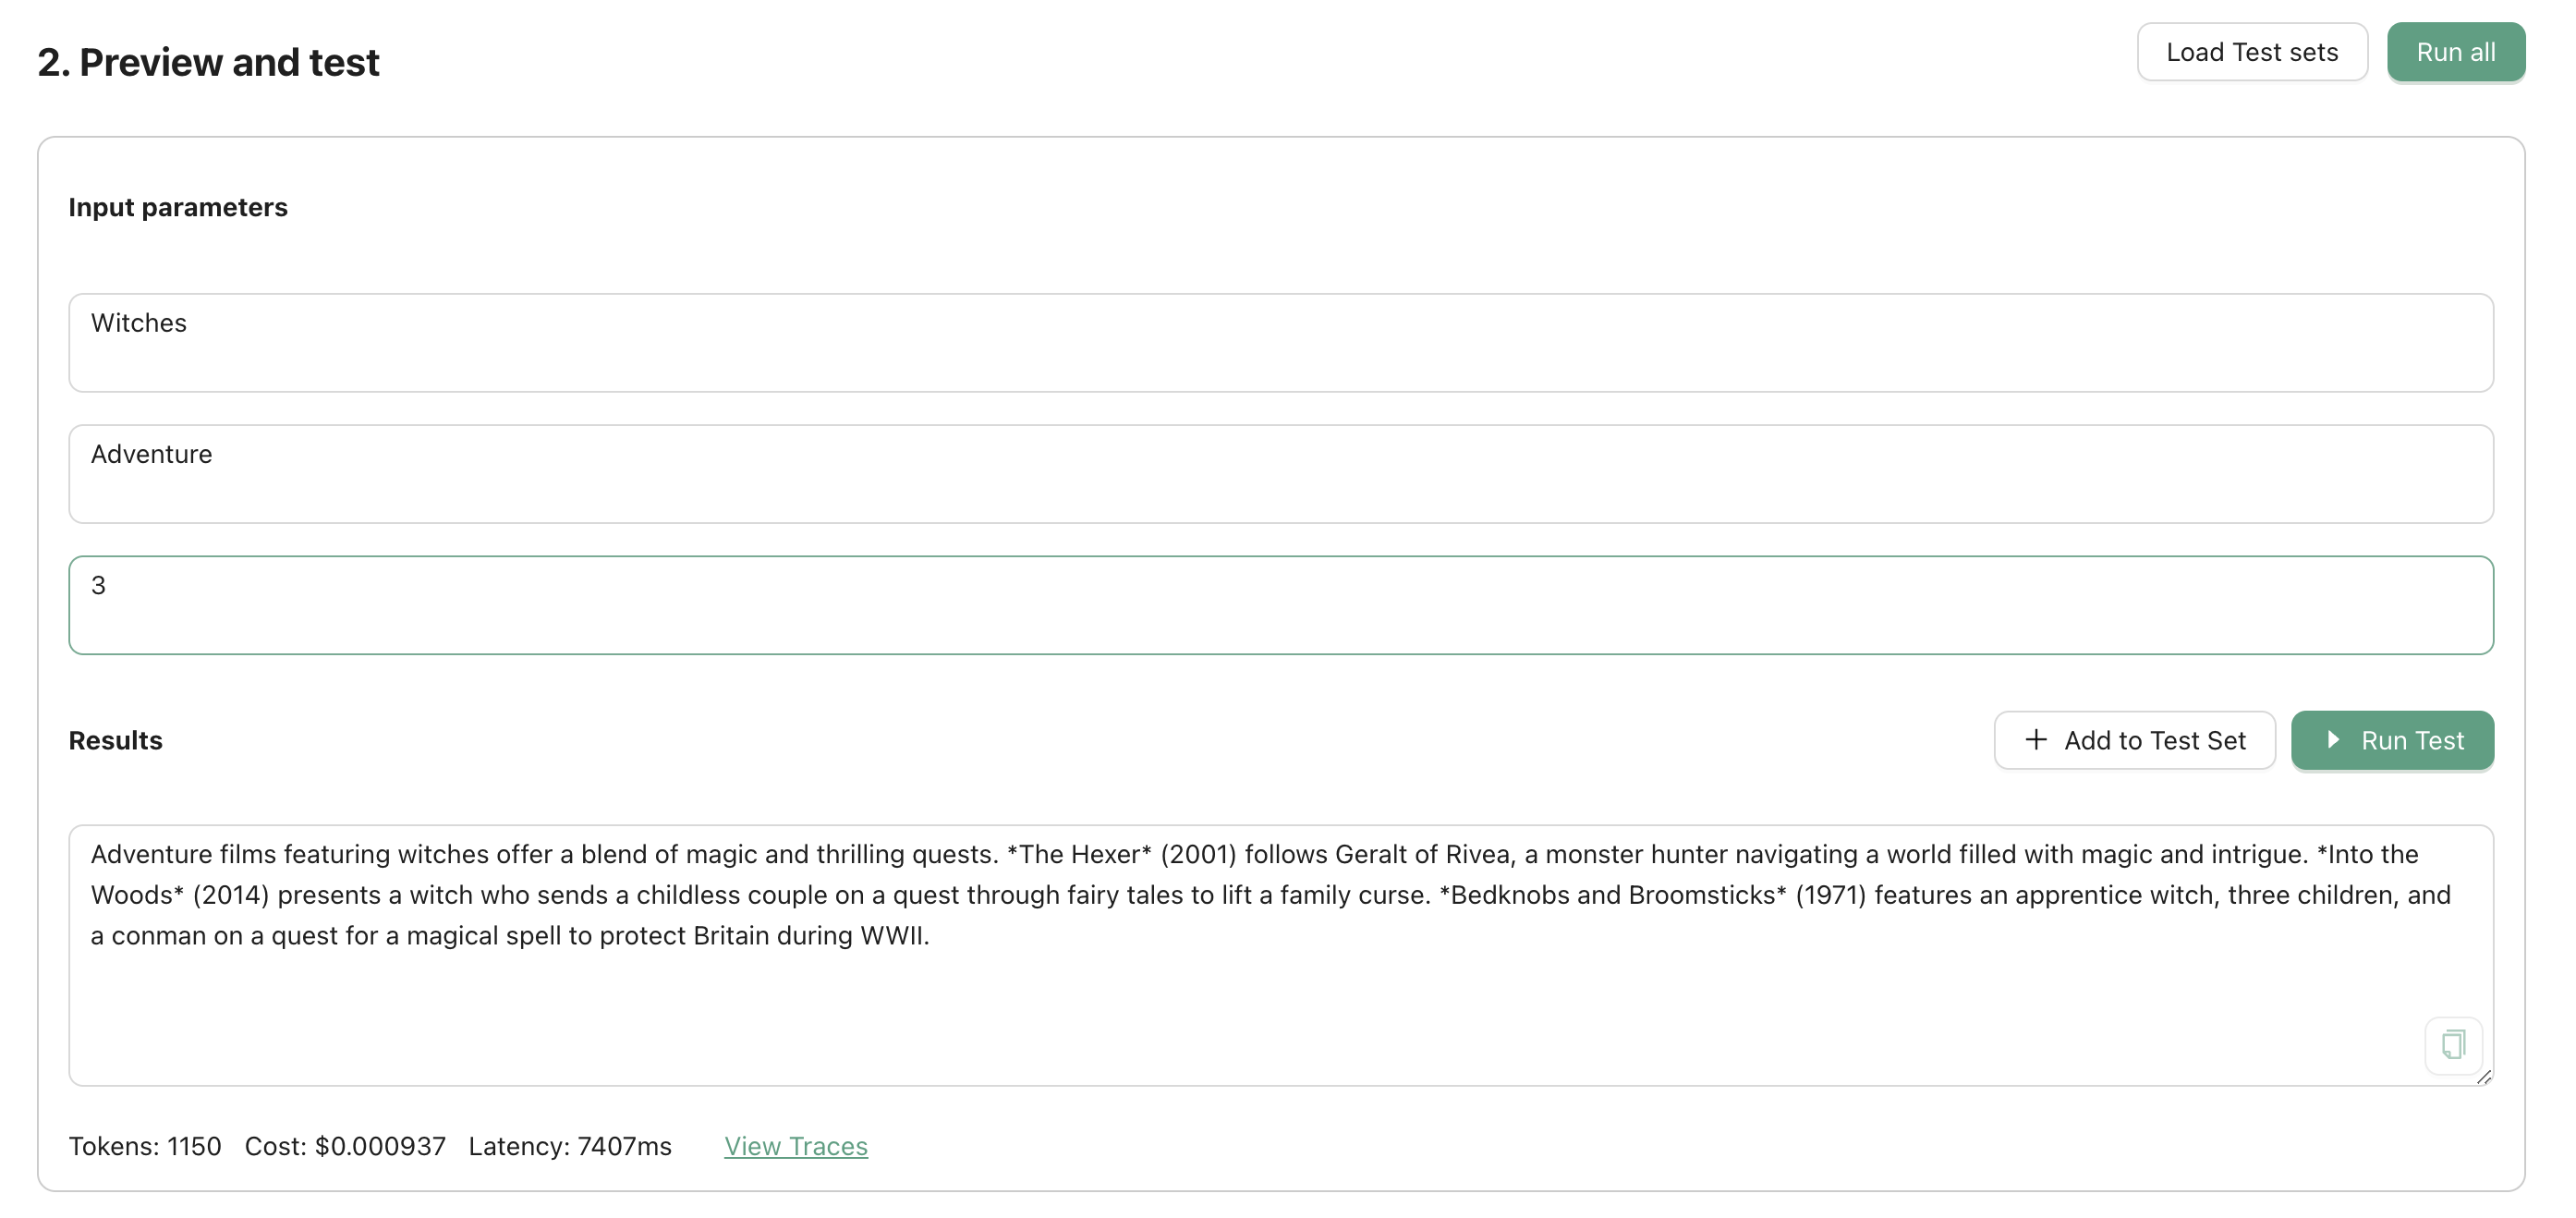 2. Preview and test
Load Test sets
Run all
Input parameters
Witches
Adventure
3
Results
Add to Test Set
Run Test
Adventure films featuring witches offer a blend of magic and thrilling quests. *The Hexer* (2001) follows Geralt of Rivea, a monster hunter navigating a world filled with magic and intrigue. *Into the
Woods* (2014) presents a witch who sends a childless couple on a quest through fairy tales to lift a family curse. *Bedknobs and Broomsticks* (1971) features an apprentice witch, three children, and
a conman on a quest for a magical spell to protect Britain during WWII.
Tokens: 1150 Cost: $0.000937 Latency: 7407ms View Traces